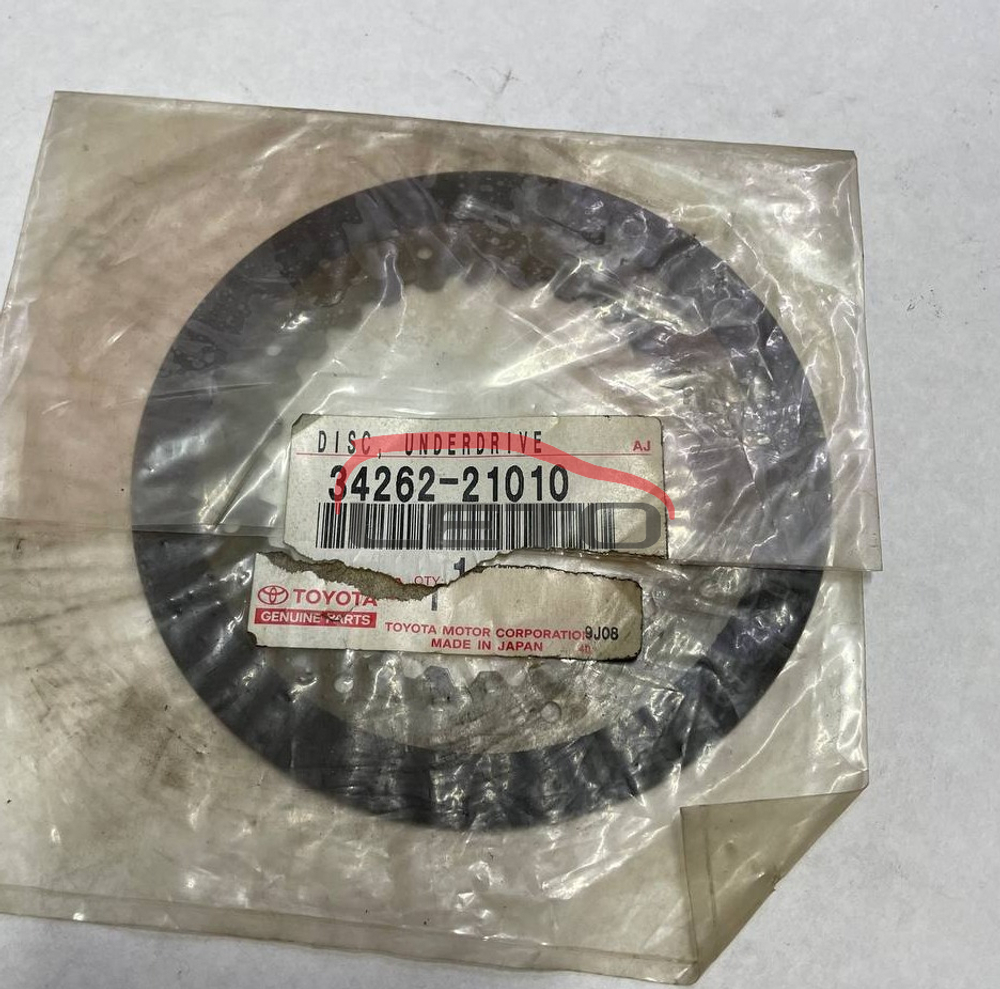 DISC, UNDERDRIVE AJ
34262-21010
1
QTY
TOYOTA
GENUINE PARTS
TOYOTA MOTOR CORPORATION 9J08
MADE IN JAPAN